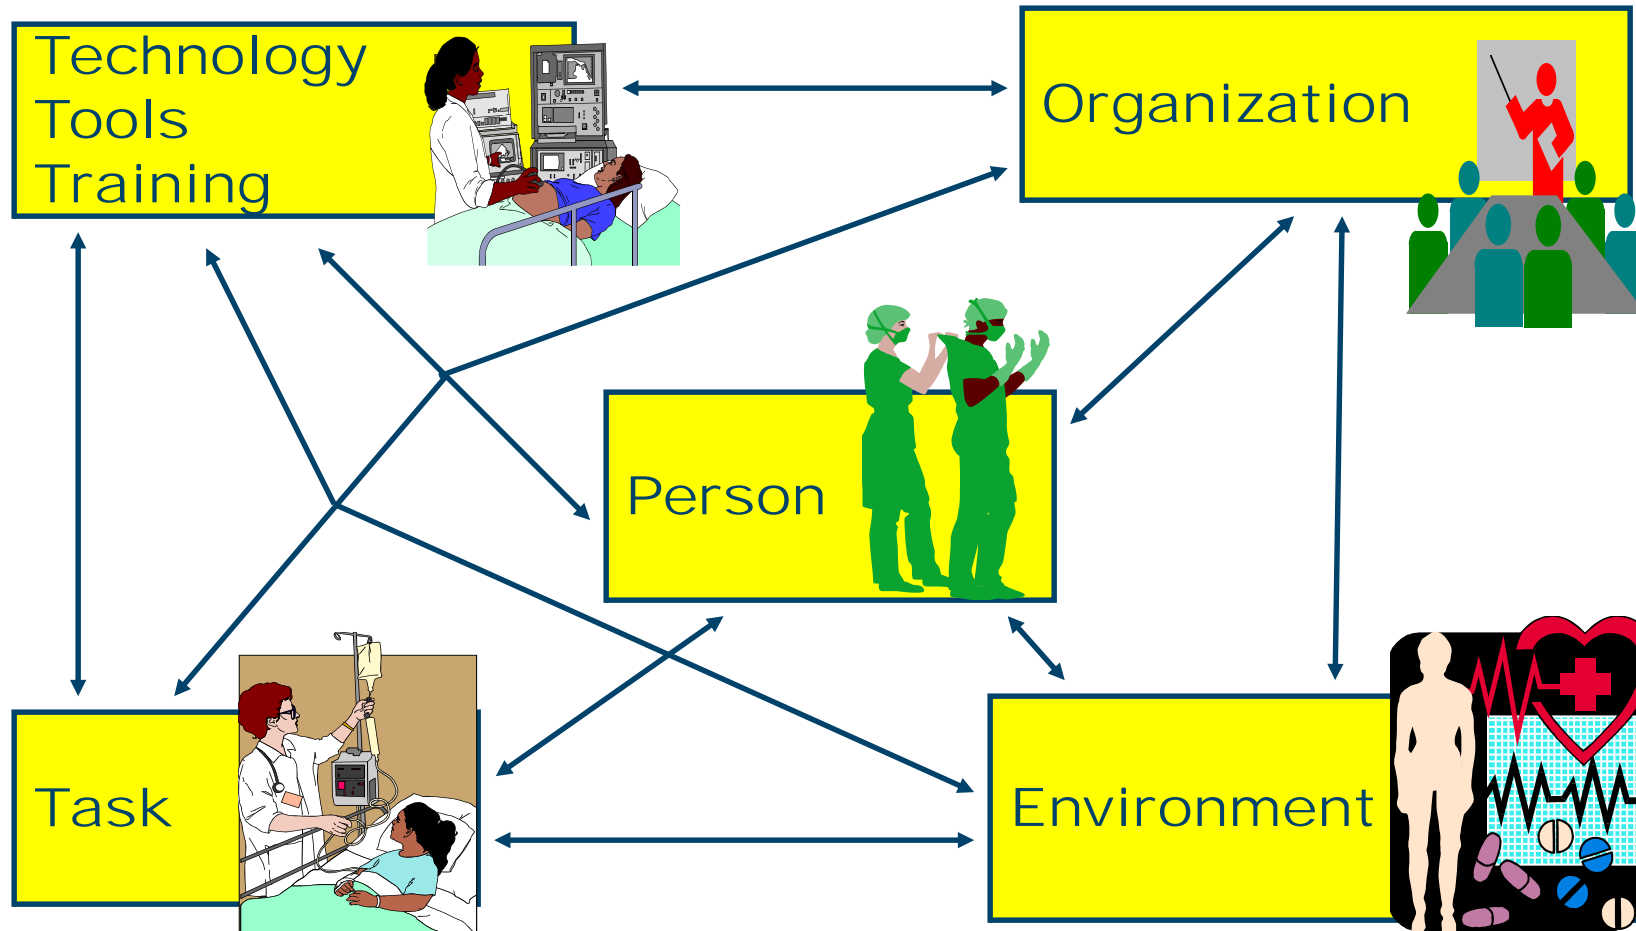 Technology
Tools
Training
Organization
Person
Task
Environment